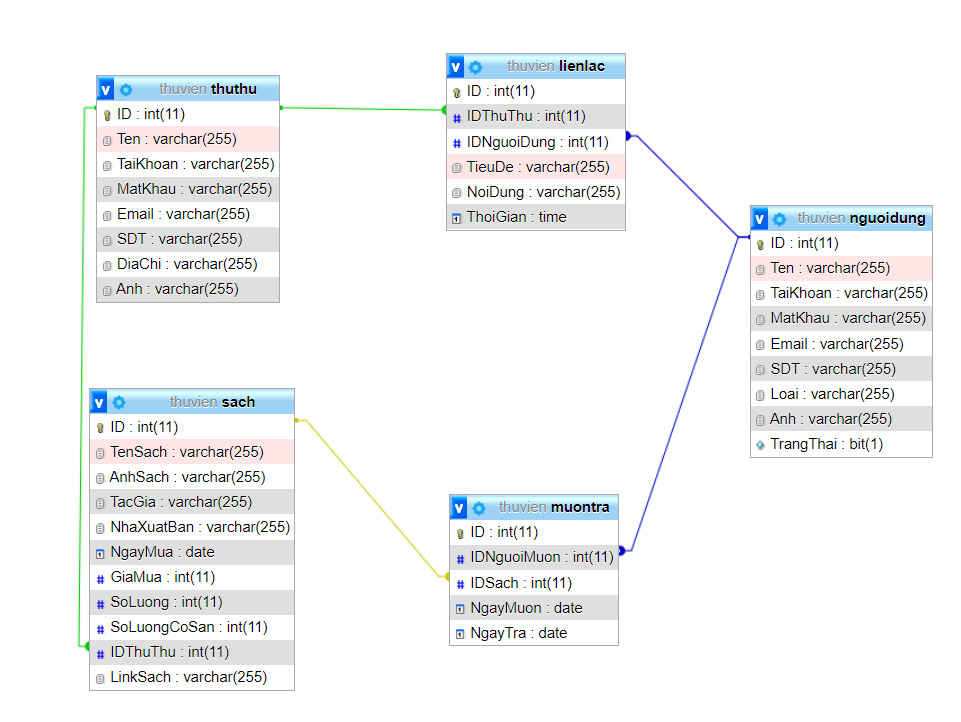 thuvien thuthu
ID : int(11)
Ten : varchar(255)
TaiKhoan : varchar(255)
MatKhau : varchar(255)
Email : varchar(255)
SDT : varchar(255)
DiaChi : varchar(255)
Anh : varchar(255)
thuvien lienlac
ID : int(11)
IDThuThu : int(11)
IDNguoiDung : int(11)
TieuDe : varchar(255)
NoiDung : varchar(255)
ThoiGian : time
thuvien nguoidung
ID : int(11)
Ten : varchar(255)
TaiKhoan : varchar(255)
MatKhau : varchar(255)
Email : varchar(255)
SDT : varchar(255)
Loai : varchar(255)
Anh : varchar(255)
TrangThai : bit(1)
thuvien sach
ID : int(11)
TenSach : varchar(255)
AnhSach : varchar(255)
TacGia : varchar(255)
NhaXuatBan : varchar(255)
NgayMua : date
GiaMua : int(11)
SoLuong : int(11)
SoLuongCoSan : int(11)
IDThuThu : int(11)
LinkSach : varchar(255)
thuvien muontra
ID : int(11)
IDNguoiMuon : int(11)
IDSach : int(11)
NgayMuon : date
NgayTra : date